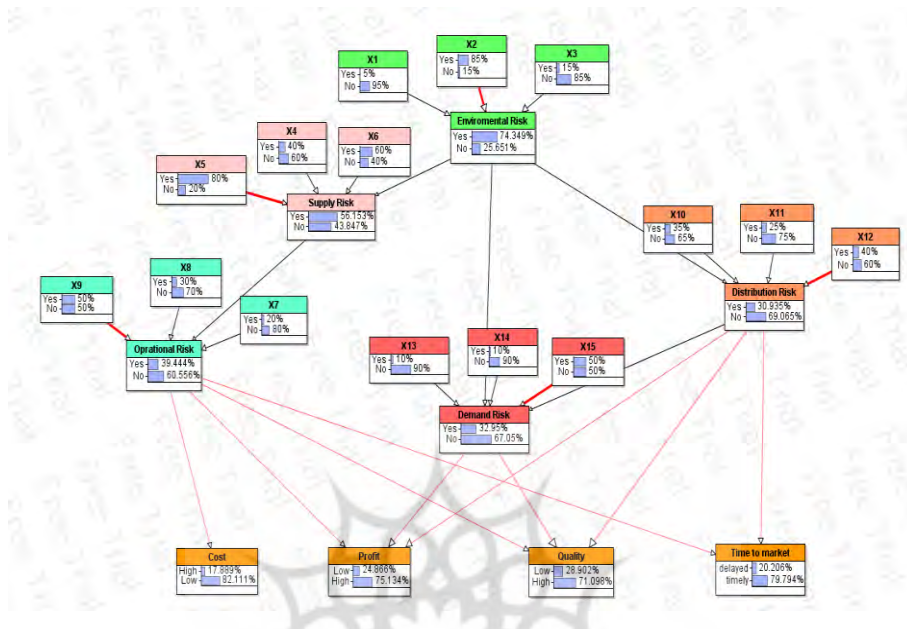 X1
Yes 5%
No 95%
X2
Yes 85%
No 15%
X3
Yes 15%
No 85%
Enviromental Risk
Yes 74.349%
No 25.651%
X4
Yes 40%
No 60%
X6
Yes 60%
No 40%
X5
Yes 80%
No 20%
Supply Risk
Yes 56.153%
No 43.847%
X10
Yes 35%
No 65%
X11
Yes 25%
No 75%
X12
Yes 40%
No 60%
X9
Yes 50%
No 50%
X8
Yes 30%
No 70%
X7
Yes 20%
No 80%
Distribution Risk
Yes 30.935%
No 69.065%
Oprational Risk
Yes 39.444%
No 60.556%
X13
Yes 10%
No 90%
X14
Yes 10%
No 90%
X15
Yes 50%
No 50%
Demand Risk
Yes 32.95%
No 67.05%
Cost
High 17.889%
Low 82.111%
Profit
Low 24.866%
High 75.134%
Quality
Low 28.902%
High 71.098%
Time to market
delayed 20.206%
timely 79.794%